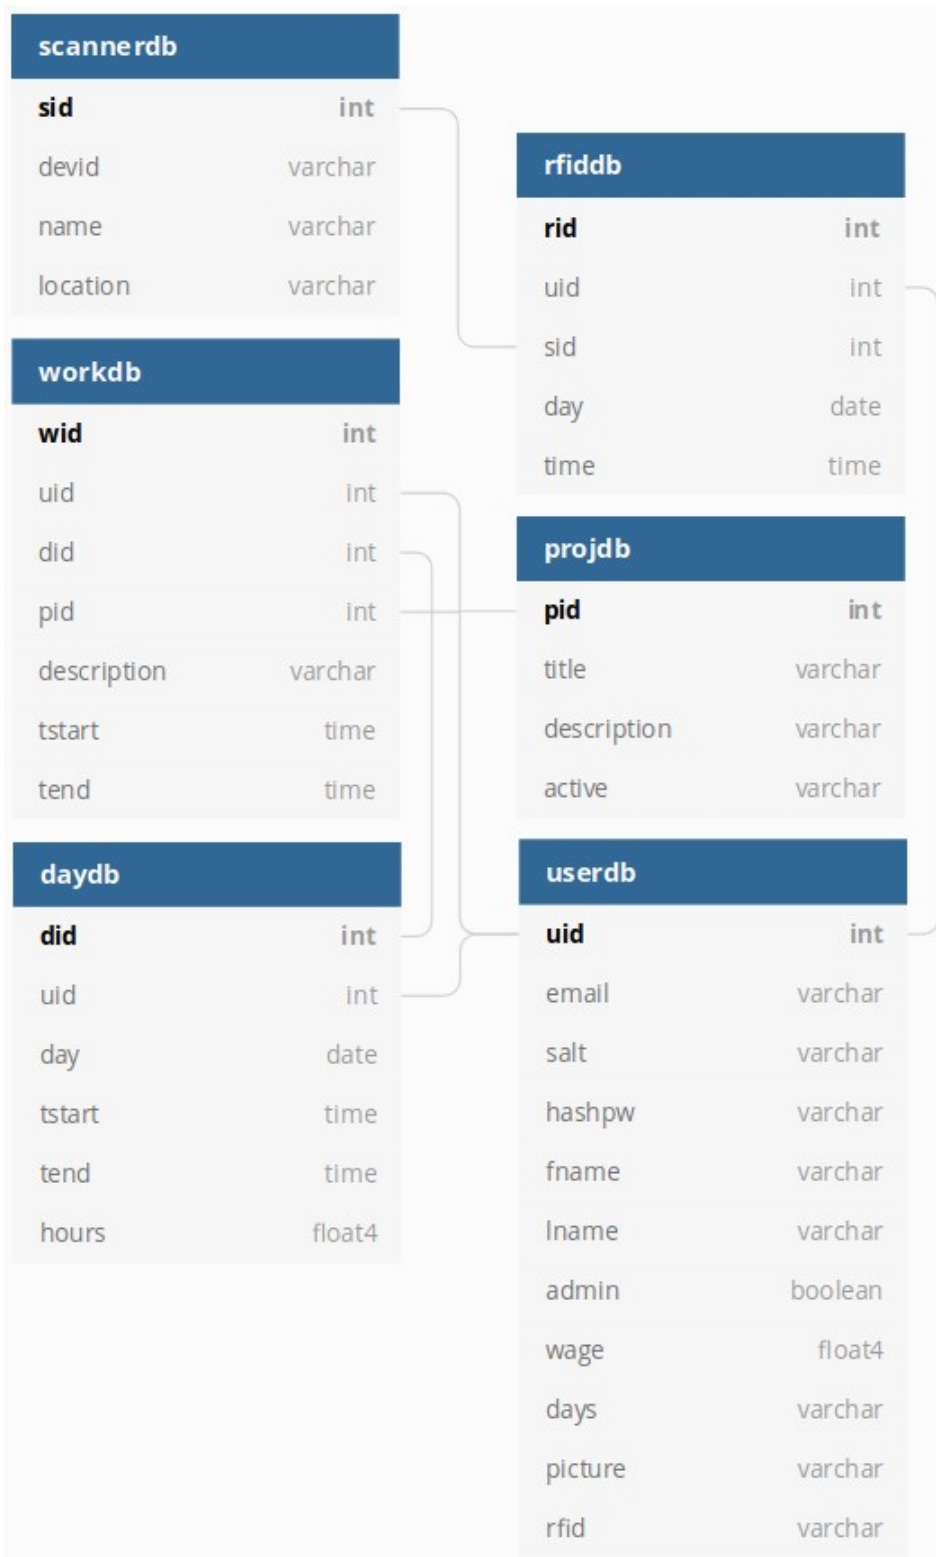 scannerdb
sid int
devid varchar
name varchar
location varchar
workdb
wid int
uid int
did int
pid int
description varchar
tstart time
tend time
daydb
did int
uid int
day date
tstart time
tend time
hours float4
rfiddb
rid int
uid int
sid int
day date
time time
projdb
pid int
title varchar
description varchar
active varchar
userdb
uid int
email varchar
salt varchar
hashpw varchar
fname varchar
lname varchar
admin boolean
wage float4
days varchar
picture varchar
rfid varchar